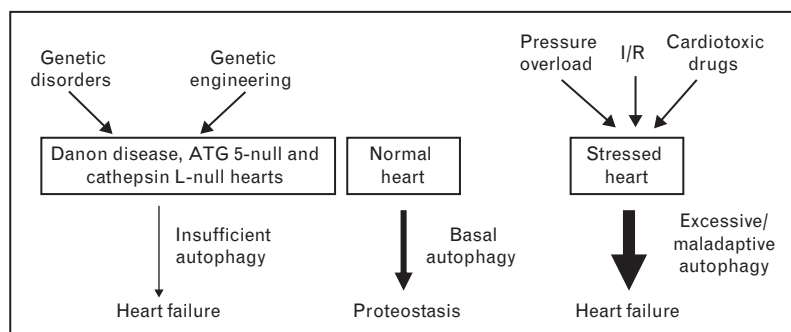 Genetic
disorders
Genetic
engineering
Pressure
overload
I/R
Cardiotoxic
drugs
Danon disease, ATG 5-null and
cathepsin L-null hearts
Normal
heart
Stressed
heart
Insufficient
autophagy
Basal
autophagy
Excessive/
maladaptive
autophagy
Heart failure
Proteostasis
Heart failure